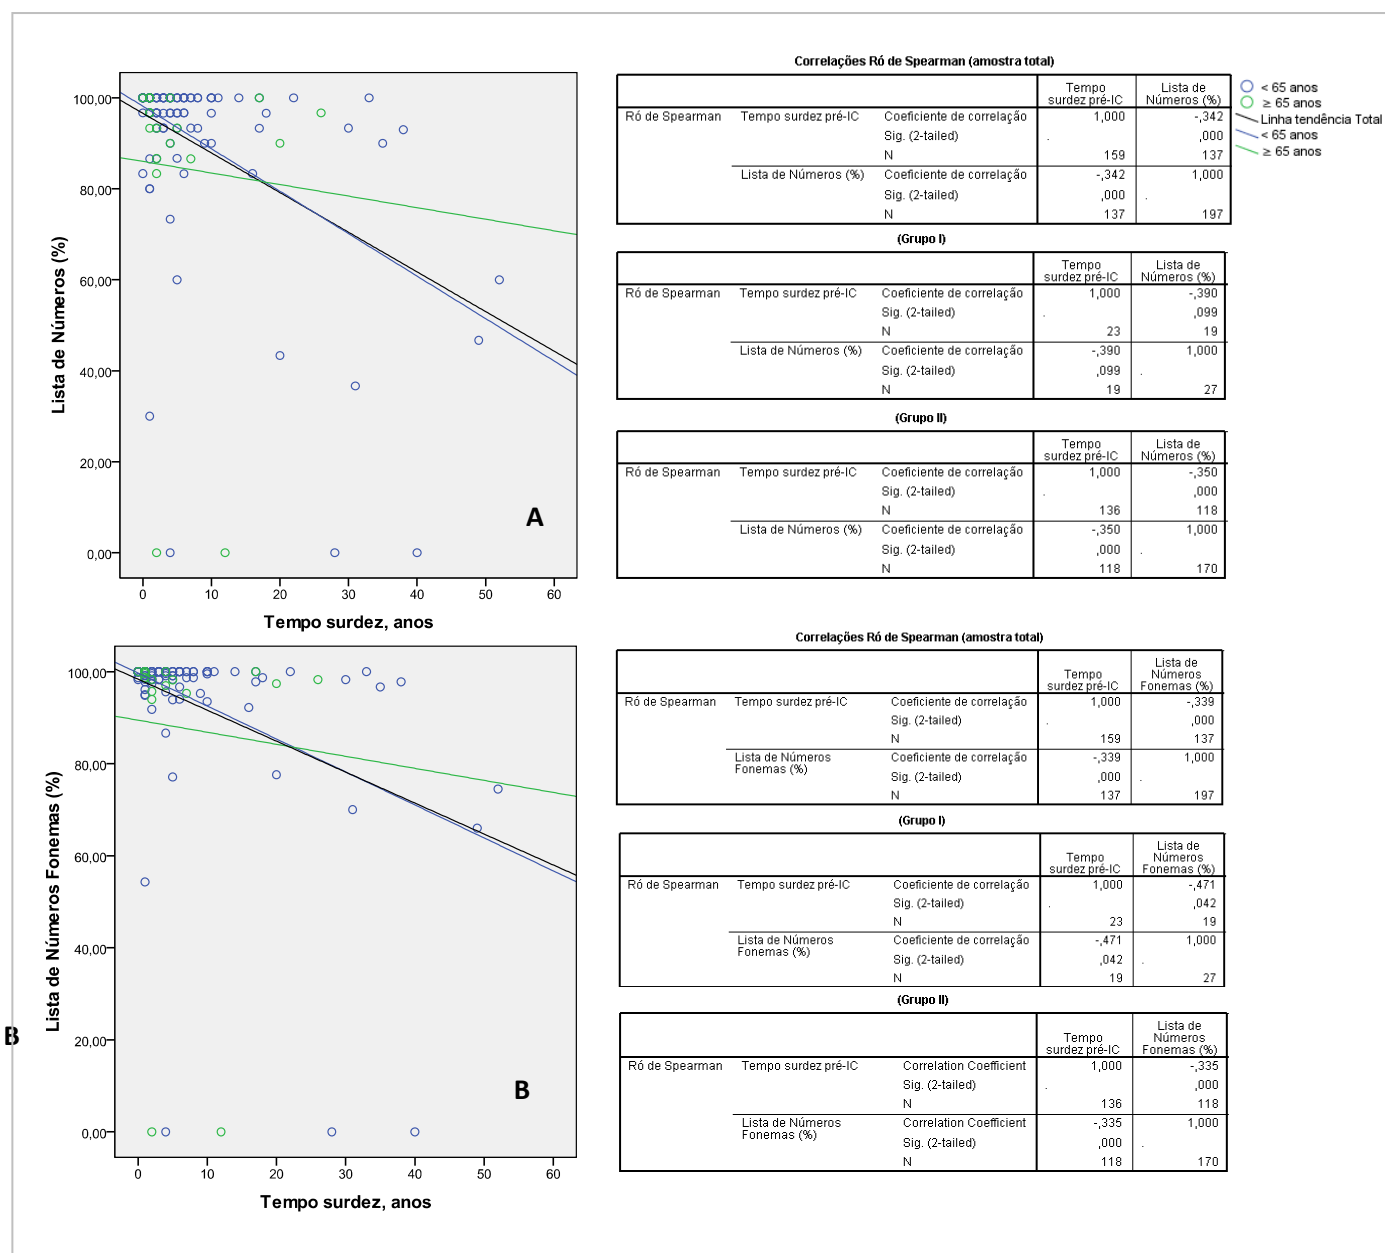 Correlações Ró de Spearman (amostra total)
Tempo surdez pré-IC Lista de Números (%)
Ró de Spearman Tempo surdez pré-IC Coeficiente de correlação 1,000 -,342
Sig. (2-tailed) . ,000
N 159 137
Lista de Números (%) Coeficiente de correlação -,342 1,000
Sig. (2-tailed) ,000 .
N 137 197
< 65 anos
≥ 65 anos
Linha tendência Total
< 65 anos
≥ 65 anos
(Grupo I)
Tempo surdez pré-IC Lista de Números (%)
Ró de Spearman Tempo surdez pré-IC Coeficiente de correlação 1,000 -,390
Sig. (2-tailed) . ,099
N 23 19
Lista de Números (%) Coeficiente de correlação -,390 1,000
Sig. (2-tailed) ,099 .
N 19 27
(Grupo II)
Tempo surdez pré-IC Lista de Números (%)
Ró de Spearman Tempo surdez pré-IC Coeficiente de correlação 1,000 -,350
Sig. (2-tailed) . ,000
N 136 118
Lista de Números (%) Coeficiente de correlação -,350 1,000
Sig. (2-tailed) ,000 .
N 118 170
Lista de Números (%)
100,00
80,00
60,00
40,00
20,00
0,00
A
0 10 20 30 40 50 60
Tempo surdez, anos
Correlações Ró de Spearman (amostra total)
Tempo surdez pré-IC Lista de Números Fonemas (%)
Ró de Spearman Tempo surdez pré-IC Coeficiente de correlação 1,000 -,339
Sig. (2-tailed) . ,000
N 159 137
Lista de Números Fonemas (%) Coeficiente de correlação -,339 1,000
Sig. (2-tailed) ,000 .
N 137 197
(Grupo I)
Tempo surdez pré-IC Lista de Números Fonemas (%)
Ró de Spearman Tempo surdez pré-IC Coeficiente de correlação 1,000 -,471
Sig. (2-tailed) . ,042
N 23 19
Lista de Números Fonemas (%) Coeficiente de correlação -,471 1,000
Sig. (2-tailed) ,042 .
N 19 27
(Grupo II)
Tempo surdez pré-IC Lista de Números Fonemas (%)
Ró de Spearman Tempo surdez pré-IC Correlation Coefficient 1,000 -,335
Sig. (2-tailed) . ,000
N 136 118
Lista de Números Fonemas (%) Correlation Coefficient -,335 1,000
Sig. (2-tailed) ,000 .
N 118 170
Lista de Números Fonemas (%)
100,00
80,00
60,00
40,00
20,00
0,00
B
B
0 10 20 30 40 50 60
Tempo surdez, anos